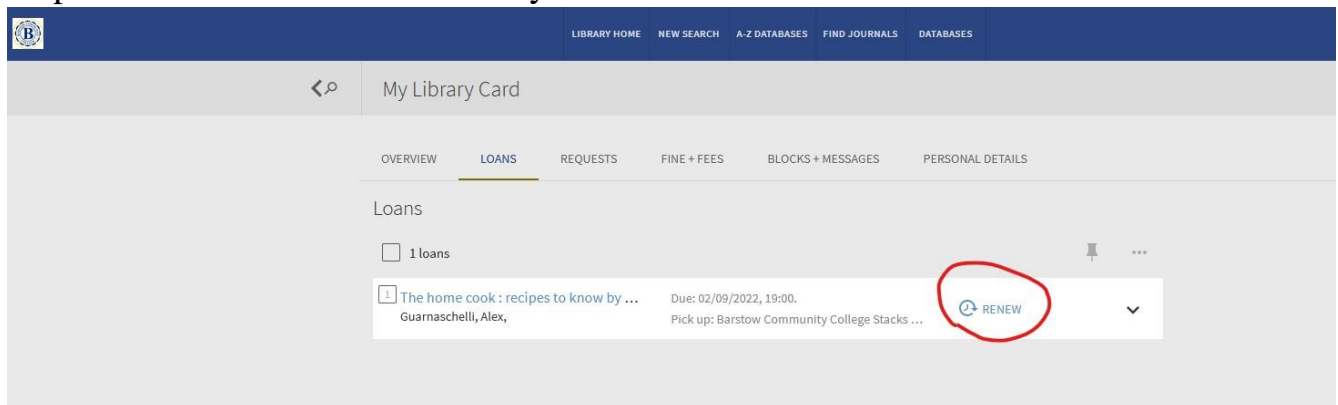 B
LIBRARY HOME NEW SEARCH A-Z DATABASES FIND JOURNALS DATABASES
My Library Card
OVERVIEW LOANS REQUESTS FINE + FEES BLOCKS + MESSAGES PERSONAL DETAILS
Loans
1 loans ...
1 The home cook : recipes to know by ... Due: 02/09/2022, 19:00. RENEW
Guarnaschelli, Alex, Pick up: Barstow Community College Stacks ...